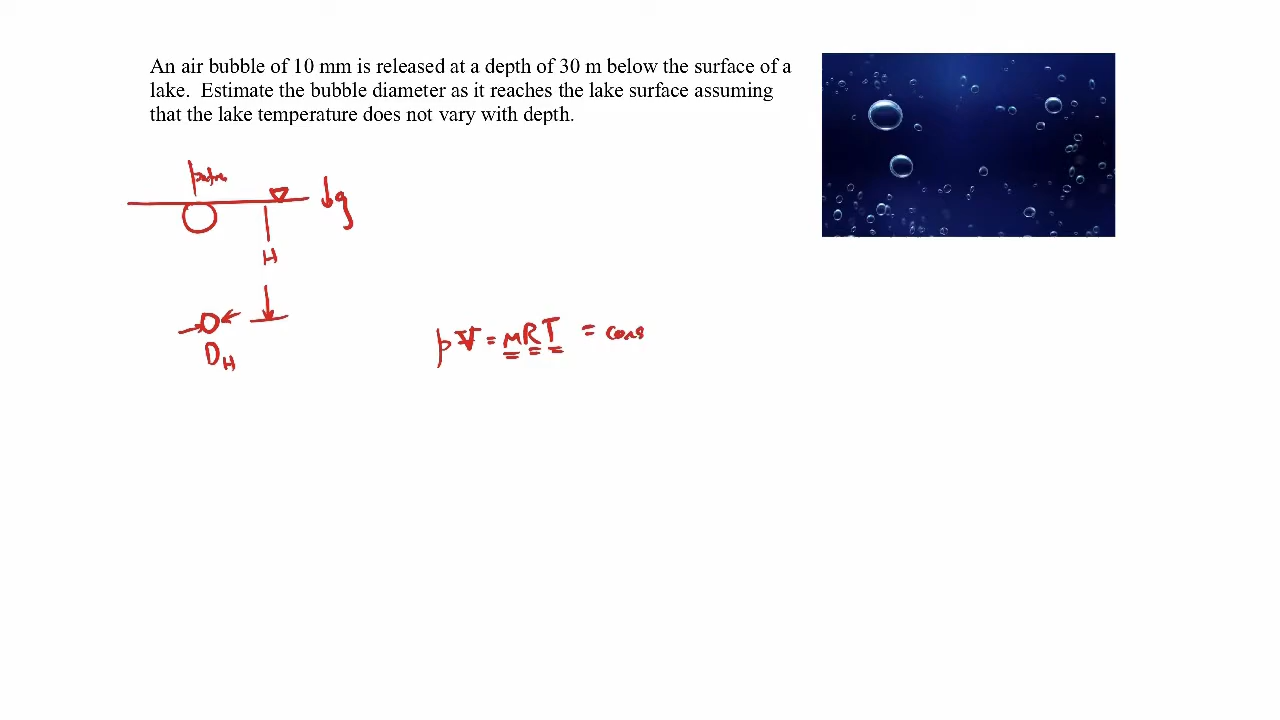 An air bubble of 10 mm is released at a depth of 30 m below the surface of a
lake. Estimate the bubble diameter as it reaches the lake surface assuming
that the lake temperature does not vary with depth.
patm
g
H
D_H
pV = MRT = cons